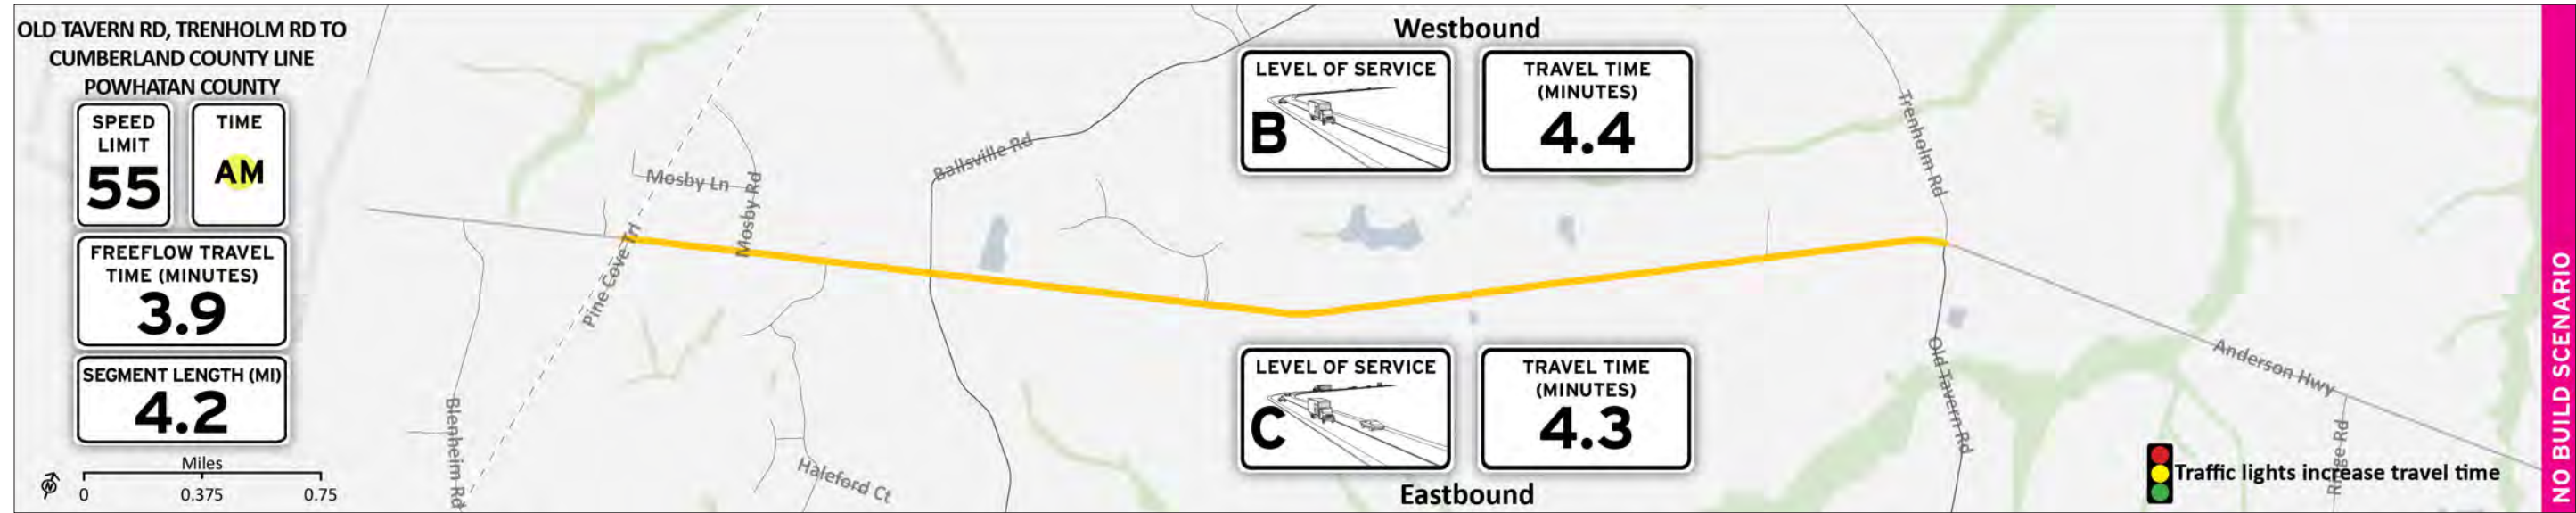 OLD TAVERN RD, TRENHOLM RD TO
CUMBERLAND COUNTY LINE
POWHATAN COUNTY
SPEED
LIMIT
55
TIME
AM
FREEFLOW TRAVEL
TIME (MINUTES)
3.9
SEGMENT LENGTH (MI)
4.2
Miles
0 0.375 0.75
Westbound
LEVEL OF SERVICE
B
TRAVEL TIME
(MINUTES)
4.4
Mosby Ln
Mosby Rd
Pine Cove Trl
Blenheim Rd
Ballsville Rd
Haleford Ct
Trenholm Rd
Old Tavern Rd
Anderson Hwy
Ridge Rd
LEVEL OF SERVICE
C
TRAVEL TIME
(MINUTES)
4.3
Eastbound
Traffic lights increase travel time
NO BUILD SCENARIO
N